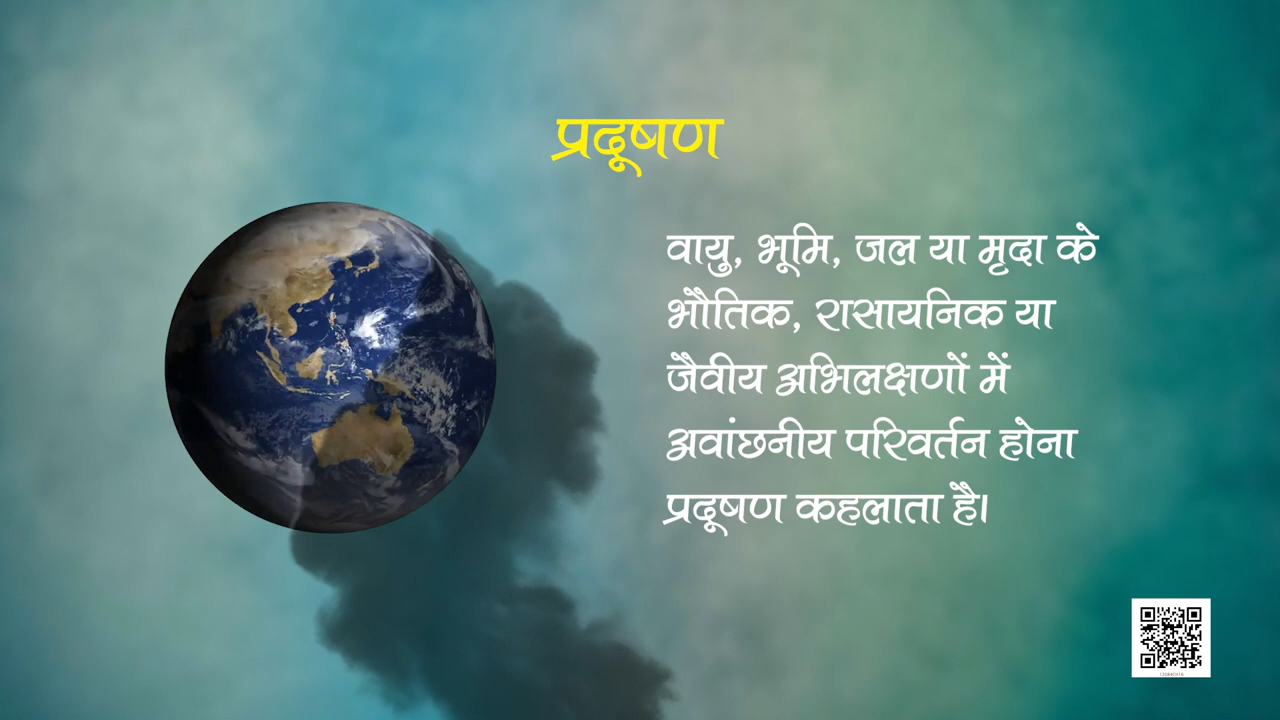 प्रदूषण
वायु, भूमि, जल या मृदा के
भौतिक, रासायनिक या
जैवीय अभिलक्षणों में
अवांछनीय परिवर्तन होना
प्रदूषण कहलाता है।